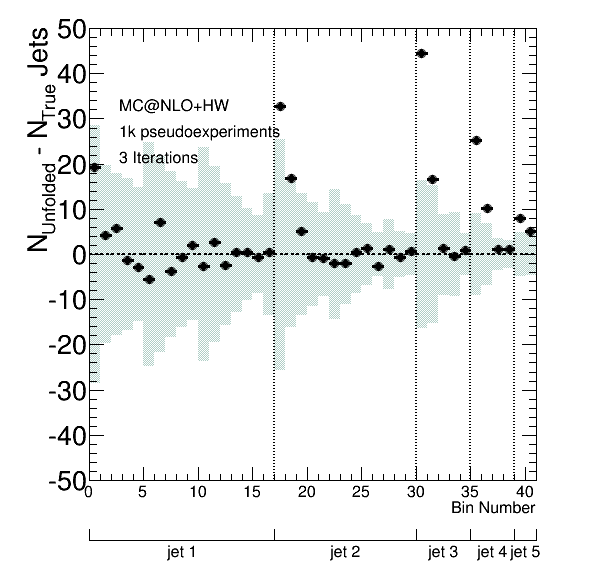 N_Unfolded - N_True Jets
50
40
30
20
10
0
-10
-20
-30
-40
-50
MC@NLO+HW
1k pseudoexperiments
3 Iterations
0 5 10 15 20 25 30 35 40
Bin Number
jet 1 jet 2 jet 3 jet 4 jet 5